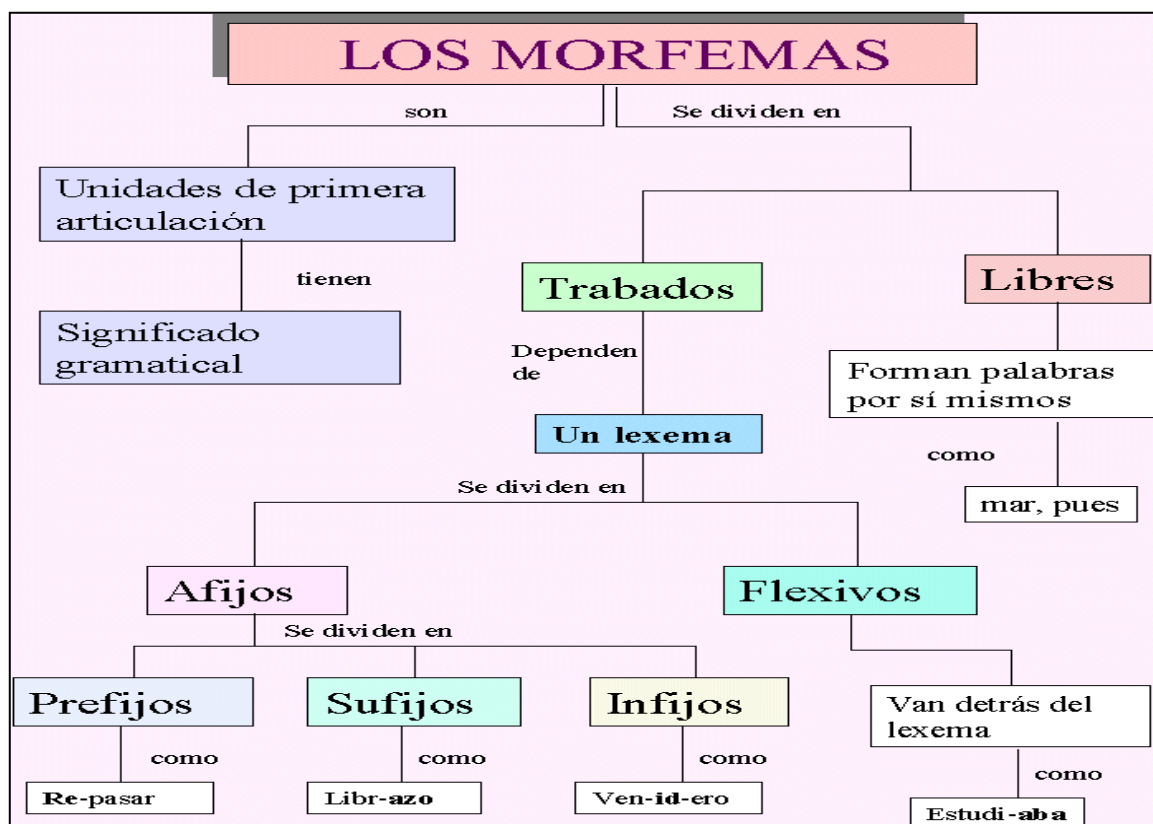 LOS MORFEMAS
son
Se dividen en
Unidades de primera
articulación
tienen
Significado
gramatical
Trabados
Libres
Dependen
de
Forman palabras
por sí mismos
Un lexema
como
mar, pues
Se dividen en
Afijos
Flexivos
Se dividen en
Prefijos
Sufijos
Infijos
Van detrás del
lexema
como
como
como
como
Re-pasar
Libr-azo
Ven-id-ero
Estudi-aba